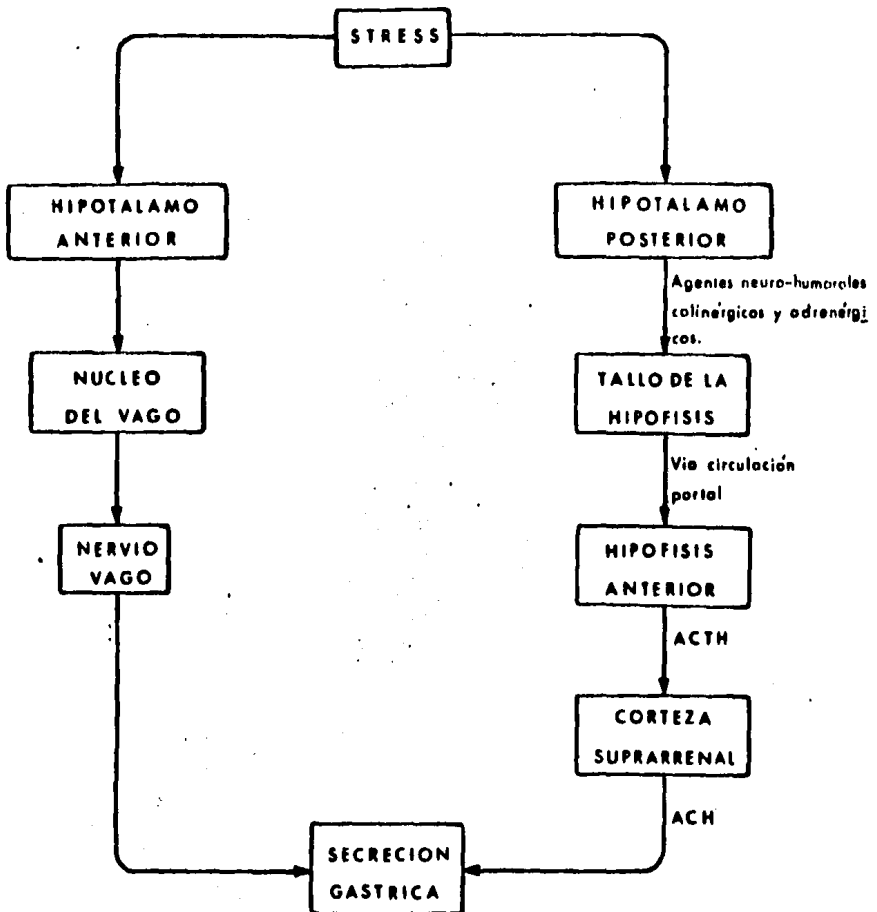 STRESS
HIPOTALAMO
ANTERIOR
HIPOTALAMO
POSTERIOR
Agentes neuro-humorales
colinérgicos y adrenérgi
cos.
NUCLEO
DEL VAGO
TALLO DE LA
HIPOFISIS
Via circulación
portal
NERVIO
VAGO
HIPOFISIS
ANTERIOR
ACTH
CORTEZA
SUPRARRENAL
ACH
SECRECION
GASTRICA